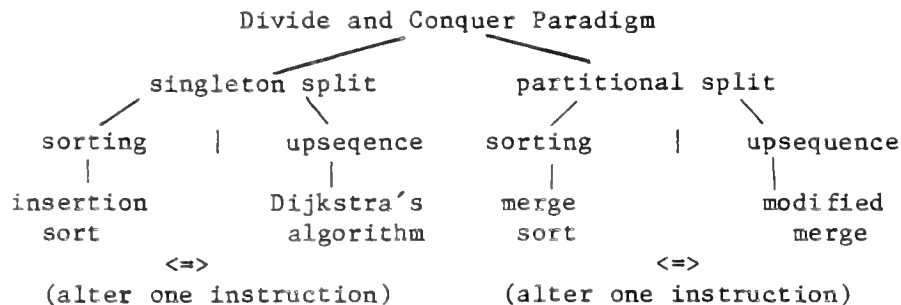 Divide and Conquer Paradigm
singleton split partitional split
sorting | upseqence sorting | upsequence
insertion Dijkstra's merge modified
sort algorithm sort merge
<=> <=>
(alter one instruction) (alter one instruction)